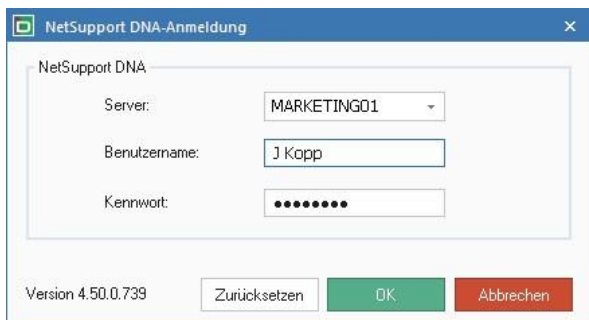 NetSupport DNA-Anmeldung
NetSupport DNA
Server: MARKETING01
Benutzername: J Kopp
Kennwort: ●●●●●●●●
Version 4.50.0.739 Zurücksetzen OK Abbrechen